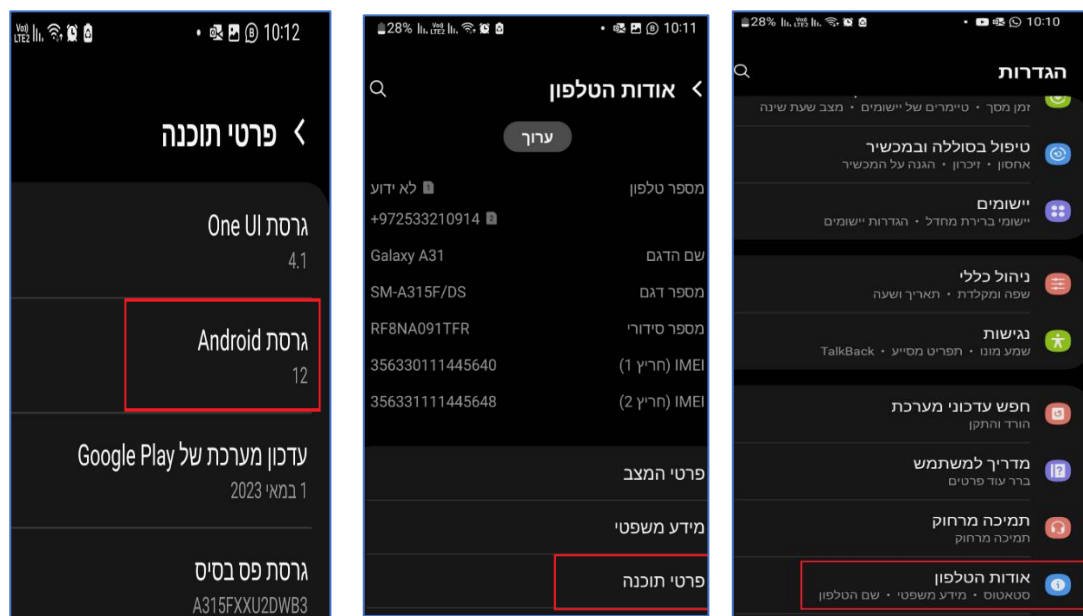 28% 10:10
הגדרות
זמן מסך • טיימרים של יישומים • מצב שעת שינה
טיפול בסוללה ובמכשיר
אחסון • זיכרון • הגנה על המכשיר
יישומים
יישומי ברירת מחדל • הגדרות יישומים
ניהול כללי
שפה ומקלדת • תאריך ושעה
נגישות
שמע מונו • תפריט מסייע • TalkBack
חפש עדכוני מערכת
הורד והתקן
מדריך למשתמש
ברר עוד פרטים
תמיכה מרחוק
תמיכה מרחוק
אודות הטלפון
סטאטוס • מידע משפטי • שם הטלפון
28% 10:11
אודות הטלפון
ערוך
מספר טלפון 1 לא ידוע
2 +972533210914
שם הדגם Galaxy A31
מספר דגם SM-A315F/DS
מספר סידורי RF8NA091TFR
IMEI (חריץ 1) 356330111445640
IMEI (חריץ 2) 356331111445648
פרטי המצב
מידע משפטי
פרטי תוכנה
Vo)) LTE2 10:12
פרטי תוכנה
גרסת One UI
4.1
גרסת Android
12
עדכון מערכת של Google Play
1 במאי 2023
גרסת פס בסיס
A315FXXU2DWB3